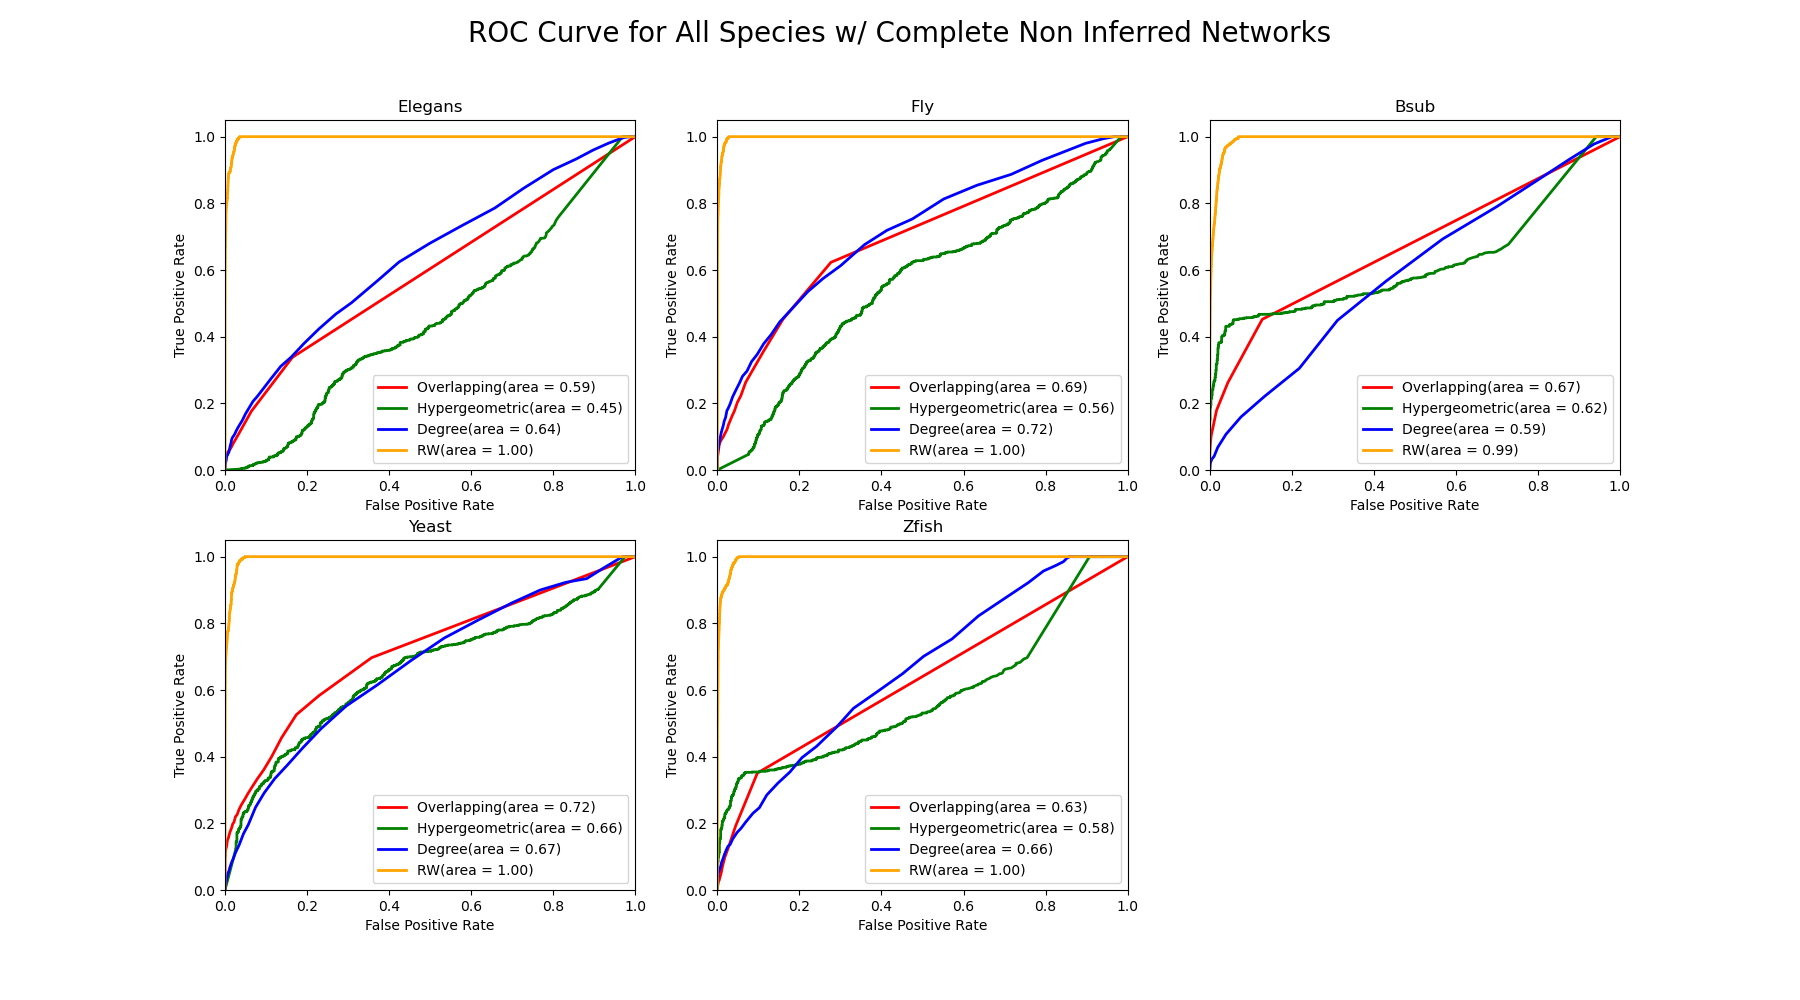 ROC Curve for All Species w/ Complete Non Inferred Networks
Elegans
1.0
0.8
0.6
0.4
0.2
0.0
True Positive Rate
Overlapping(area = 0.59)
Hypergeometric(area = 0.45)
Degree(area = 0.64)
RW(area = 1.00)
0.0 0.2 0.4 0.6 0.8 1.0
False Positive Rate
Fly
1.0
0.8
0.6
0.4
0.2
0.0
True Positive Rate
Overlapping(area = 0.69)
Hypergeometric(area = 0.56)
Degree(area = 0.72)
RW(area = 1.00)
0.0 0.2 0.4 0.6 0.8 1.0
False Positive Rate
Bsub
1.0
0.8
0.6
0.4
0.2
0.0
True Positive Rate
Overlapping(area = 0.67)
Hypergeometric(area = 0.62)
Degree(area = 0.59)
RW(area = 0.99)
0.0 0.2 0.4 0.6 0.8 1.0
False Positive Rate
Yeast
1.0
0.8
0.6
0.4
0.2
0.0
True Positive Rate
Overlapping(area = 0.72)
Hypergeometric(area = 0.66)
Degree(area = 0.67)
RW(area = 1.00)
0.0 0.2 0.4 0.6 0.8 1.0
False Positive Rate
Zfish
1.0
0.8
0.6
0.4
0.2
0.0
True Positive Rate
Overlapping(area = 0.63)
Hypergeometric(area = 0.58)
Degree(area = 0.66)
RW(area = 1.00)
0.0 0.2 0.4 0.6 0.8 1.0
False Positive Rate